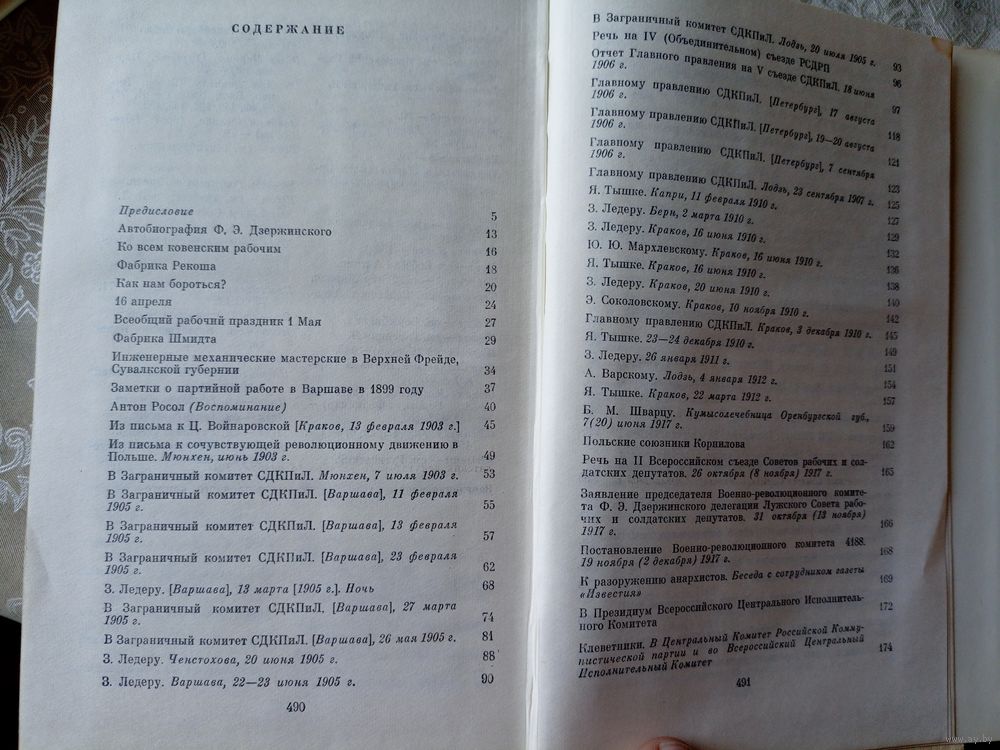 СОДЕРЖАНИЕ
Предисловие 5
Автобиография Ф. Э. Дзержинского 13
Ко всем ковенским рабочим 16
Фабрика Рекоша 18
Как нам бороться? 20
16 апреля 24
Всеобщий рабочий праздник 1 Мая 27
Фабрика Шмидта 29
Инженерные механические мастерские в Верхней Фрейде,
Сувалкской губернии 34
Заметки о партийной работе в Варшаве в 1899 году 37
Антон Росол (Воспоминание) 40
Из письма к Ц. Войнаровской [Краков, 13 февраля 1903 г.] 45
Из письма к сочувствующей революционному движению в
Польше. Мюнхен, июнь 1903 г. 49
В Заграничный комитет СДКПиЛ. Мюнхен, 7 июля 1903 г. 53
В Заграничный комитет СДКПиЛ. [Варшава], 11 февраля
1905 г. 55
В Заграничный комитет СДКПиЛ. [Варшава], 13 февраля
1905 г. 57
В Заграничный комитет СДКПиЛ. [Варшава], 23 февраля
1905 г. 62
З. Ледеру. [Варшава], 13 марта [1905 г.]. Ночь 68
В Заграничный комитет СДКПиЛ. [Варшава], 27 марта
1905 г. 74
В Заграничный комитет СДКПиЛ. [Варшава], 26 мая 1905 г. 81
З. Ледеру. Ченстохова, 20 июня 1905 г. 88
З. Ледеру. Варшава, 22—23 июня 1905 г. 90
490
В Заграничный комитет СДКПиЛ. Лодзь, 20 июля 1905 г. 93
Речь на IV (Объединительном) съезде РСДРП 96
Отчет Главного правления на V съезде СДКПиЛ. 18 июня
1906 г. 97
Главному правлению СДКПиЛ. [Петербург], 17 августа
1906 г. 118
Главному правлению СДКПиЛ. [Петербург], 19—20 августа
1906 г. 121
Главному правлению СДКПиЛ. [Петербург], 7 сентября
1906 г. 123
Главному правлению СДКПиЛ. Лодзь, 23 сентября 1907 г. 125
Я. Тышке. Капри, 11 февраля 1910 г. 127
З. Ледеру. Берн, 2 марта 1910 г. 129
З. Ледеру. Краков, 16 июня 1910 г. 132
Ю. Ю. Мархлевскому. Краков, 16 июня 1910 г. 136
Я. Тышке. Краков, 16 июня 1910 г. 138
З. Ледеру. Краков, 20 июня 1910 г. 140
Э. Соколовскому. Краков, 10 ноября 1910 г. 142
Главному правлению СДКПиЛ. Краков, 3 декабря 1910 г. 145
Я. Тышке. 23—24 декабря 1910 г. 149
З. Ледеру. 26 января 1911 г. 151
А. Варскому. Лодзь, 4 января 1912 г. 154
Я. Тышке. Краков, 22 марта 1912 г. 157
Б. М. Шварцу. Кумысолечебница Оренбургской губ.,
7(20) июня 1917 г. 159
Польские союзники Корнилова 162
Речь на II Всероссийском съезде Советов рабочих и сол-
датских депутатов. 26 октября (8 ноября) 1917 г. 165
Заявление председателя Военно-революционного комите-
та Ф. Э. Дзержинского делегации Лужского Совета рабо-
чих и солдатских депутатов. 31 октября (13 ноября)
1917 г. 166
Постановление Военно-революционного комитета 4188.
19 ноября (2 декабря) 1917 г. 168
К разоружению анархистов. Беседа с сотрудником газеты
«Известия» 169
В Президиум Всероссийского Центрального Исполнитель-
ного Комитета 172
Клеветники. В Центральный Комитет Российской Комму-
нистической партии и во Всероссийский Центральный
Исполнительный Комитет 174
491
www.ay.by